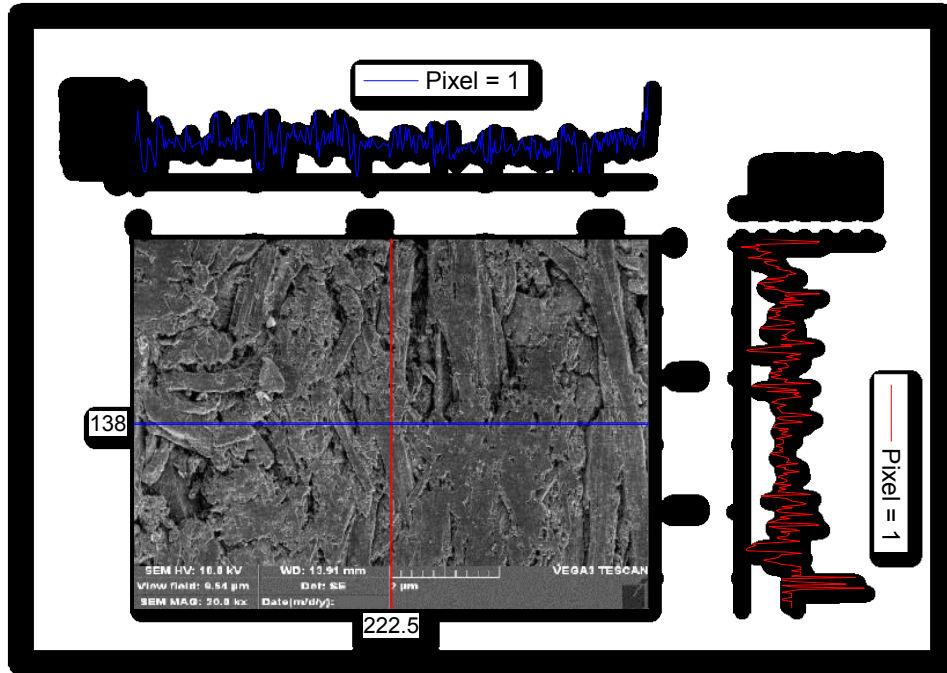 Pixel = 1
138
Pixel = 1
SEM HV: 10.0 kV WD: 13.91 mm VEGA3 TESCAN
View field: 9.54 µm Det: SE 2 µm
SEM MAG: 20.0 kx Date(m/d/y):
222.5